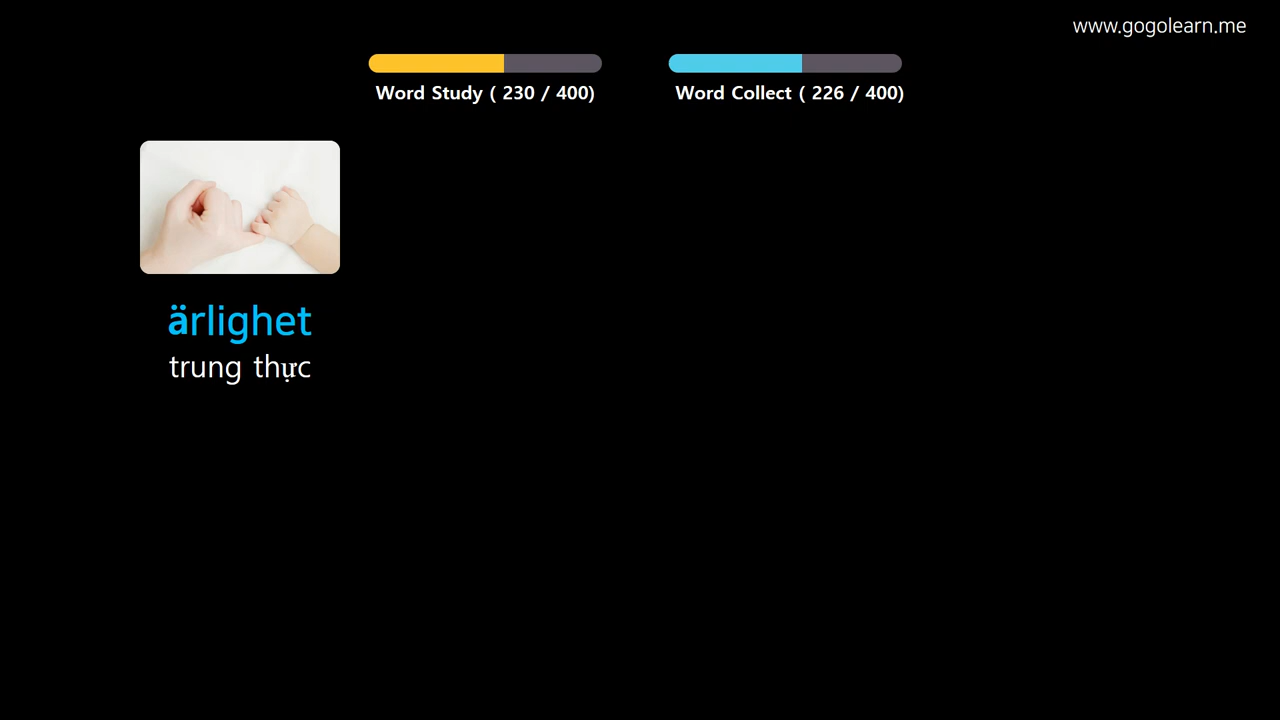 www.gogolearn.me
Word Study ( 230 / 400)
Word Collect ( 226 / 400)
ärlighet
trung thực